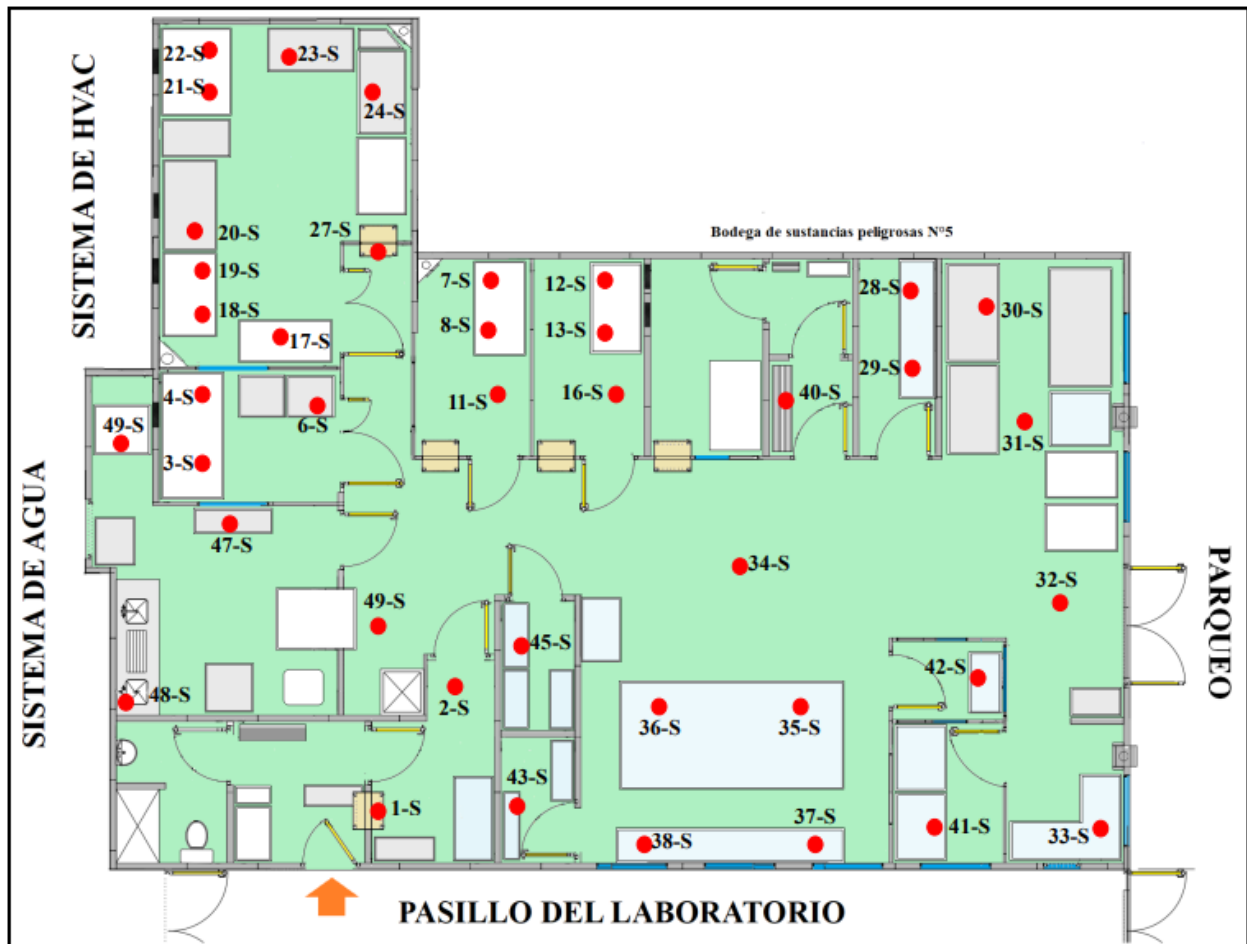 22-S
23-S
21-S
24-S
SISTEMA DE HVAC
20-S
27-S
Bodega de sustancias peligrosas N°5
19-S
7-S
12-S
28-S
18-S
8-S
13-S
30-S
17-S
29-S
4-S
11-S
16-S
40-S
49-S
6-S
31-S
3-S
SISTEMA DE AGUA
47-S
34-S
32-S
PARQUEO
49-S
45-S
42-S
48-S
2-S
36-S
35-S
43-S
1-S
37-S
41-S
33-S
38-S
PASILLO DEL LABORATORIO